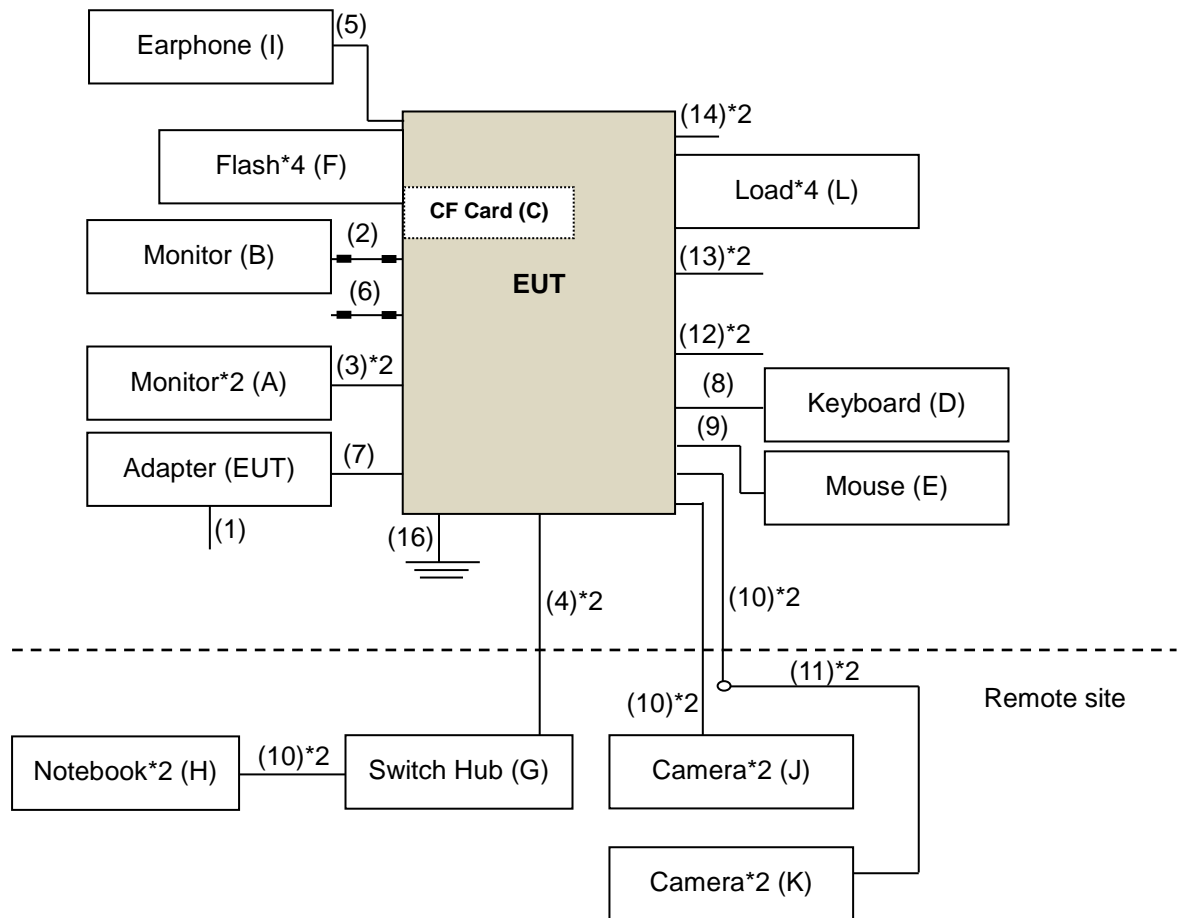 (5)
Earphone (I)
(14)*2
Flash*4 (F)
Load*4 (L)
CF Card (C)
(2)
Monitor (B)
(13)*2
EUT
(6)
(12)*2
(3)*2
Monitor*2 (A)
(8)
Keyboard (D)
(9)
Adapter (EUT)
(7)
Mouse (E)
(1)
(16)
(4)*2
(10)*2
(11)*2
Remote site
(10)*2
Notebook*2 (H)
(10)*2
Switch Hub (G)
Camera*2 (J)
Camera*2 (K)